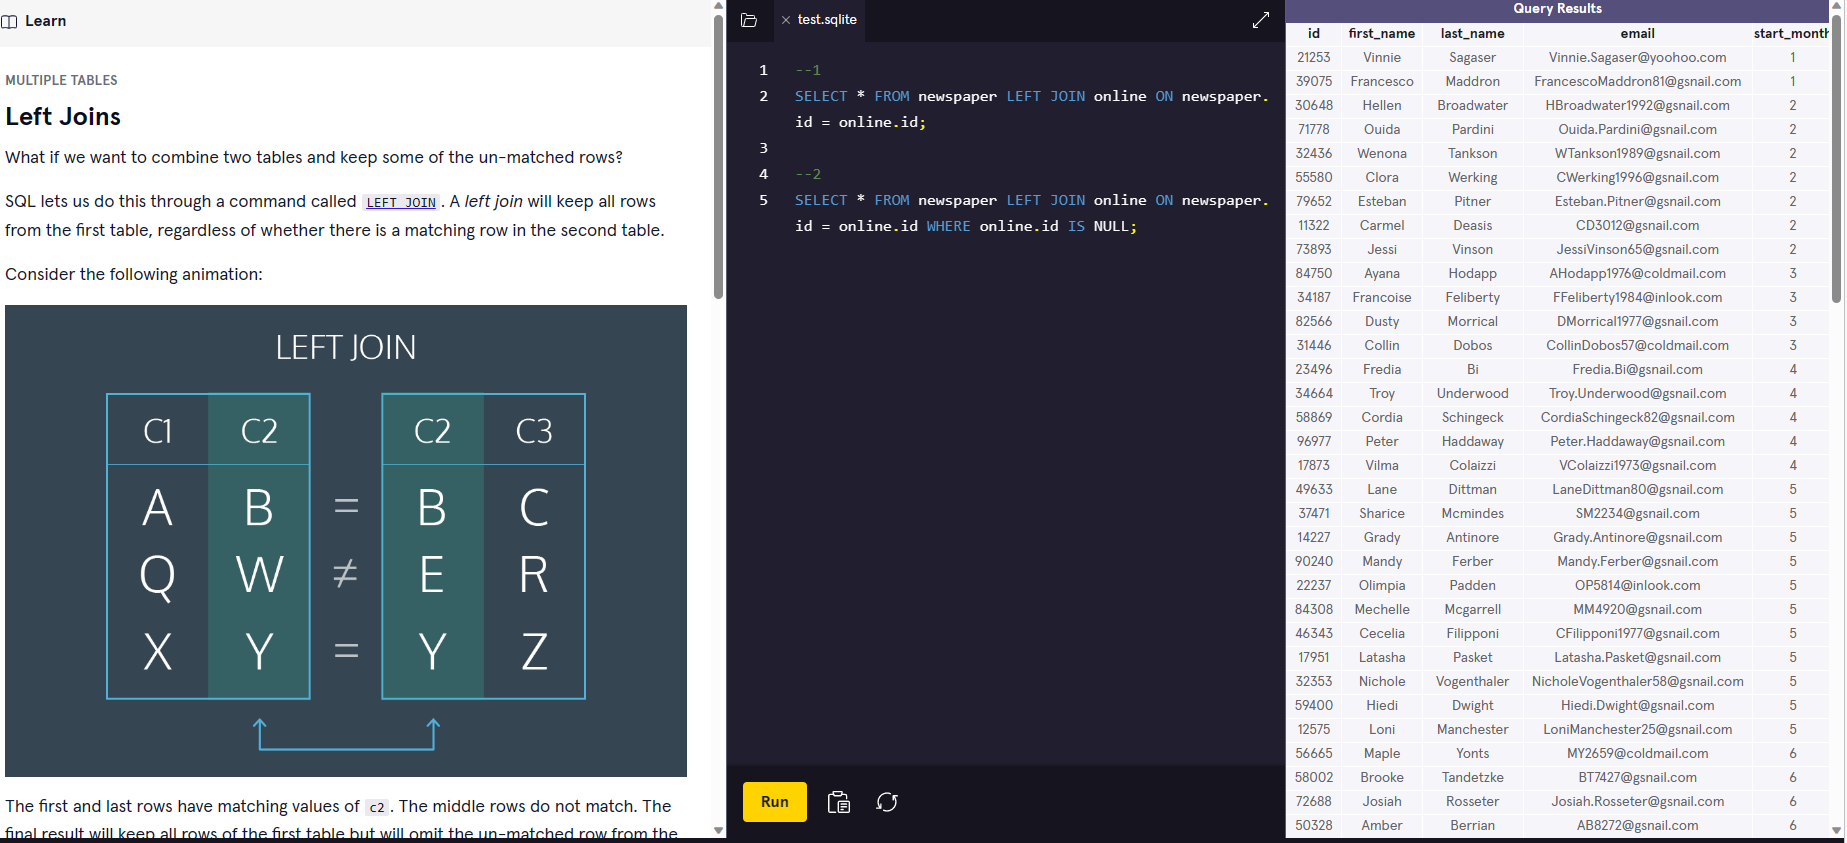 Learn
MULTIPLE TABLES
Left Joins
What if we want to combine two tables and keep some of the un-matched rows?
SQL lets us do this through a command called LEFT JOIN. A left join will keep all rows
from the first table, regardless of whether there is a matching row in the second table.
Consider the following animation:
LEFT JOIN
C1 C2 C2 C3
A B = B C
Q W ≠ E R
X Y = Y Z
The first and last rows have matching values of c2. The middle rows do not match. The
final result will keep all rows of the first table but will omit the un-matched row from the
test.sqlite
1 --1
2 SELECT * FROM newspaper LEFT JOIN online ON newspaper.
id = online.id;
3
4 --2
5 SELECT * FROM newspaper LEFT JOIN online ON newspaper.
id = online.id WHERE online.id IS NULL;
Run
Query Results
id first_name last_name email start_month
21253 Vinnie Sagaser Vinnie.Sagaser@yoohoo.com 1
39075 Francesco Maddron FrancescoMaddron81@gsnail.com 1
30648 Hellen Broadwater HBroadwater1992@gsnail.com 2
71778 Ouida Pardini Ouida.Pardini@gsnail.com 2
32436 Wenona Tankson WTankson1989@gsnail.com 2
55580 Clora Werking CWerking1996@gsnail.com 2
79652 Esteban Pitner Esteban.Pitner@gsnail.com 2
11322 Carmel Deasis CD3012@gsnail.com 2
73893 Jessi Vinson JessiVinson65@gsnail.com 2
84750 Ayana Hodapp AHodapp1976@coldmail.com 3
34187 Francoise Feliberty FFeliberty1984@inlook.com 3
82566 Dusty Morrical DMorrical1977@gsnail.com 3
31446 Collin Dobos CollinDobos57@coldmail.com 3
23496 Fredia Bi Fredia.Bi@gsnail.com 4
34664 Troy Underwood Troy.Underwood@gsnail.com 4
58869 Cordia Schingeck CordiaSchingeck82@gsnail.com 4
96977 Peter Haddaway Peter.Haddaway@gsnail.com 4
17873 Vilma Colaizzi VColaizzi1973@gsnail.com 4
49633 Lane Dittman LaneDittman80@gsnail.com 5
37471 Sharice Mcmindes SM2234@gsnail.com 5
14227 Grady Antinore Grady.Antinore@gsnail.com 5
90240 Mandy Ferber Mandy.Ferber@gsnail.com 5
22237 Olimpia Padden OP5814@inlook.com 5
84308 Mechelle Mcgarrell MM4920@gsnail.com 5
46343 Cecelia Filipponi CFilipponi1977@gsnail.com 5
17951 Latasha Pasket Latasha.Pasket@gsnail.com 5
32353 Nichole Vogenthaler NicholeVogenthaler58@gsnail.com 5
59400 Hiedi Dwight Hiedi.Dwight@gsnail.com 5
12575 Loni Manchester LoniManchester25@gsnail.com 5
56665 Maple Yonts MY2659@coldmail.com 6
58002 Brooke Tandetzke BT7427@gsnail.com 6
72688 Josiah Rosseter Josiah.Rosseter@gsnail.com 6
50328 Amber Berrian AB8272@gsnail.com 6